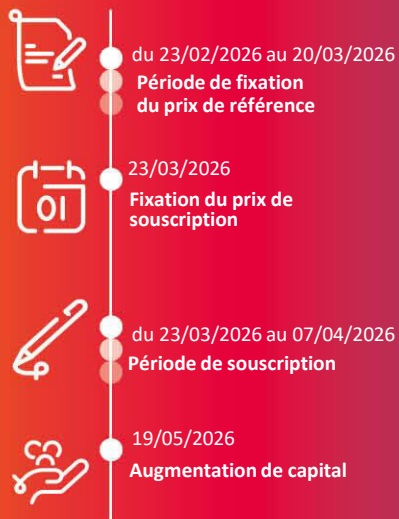 du 23/02/2026 au 20/03/2026
Période de fixation
du prix de référence
01
23/03/2026
Fixation du prix de
souscription
du 23/03/2026 au 07/04/2026
Période de souscription
19/05/2026
Augmentation de capital